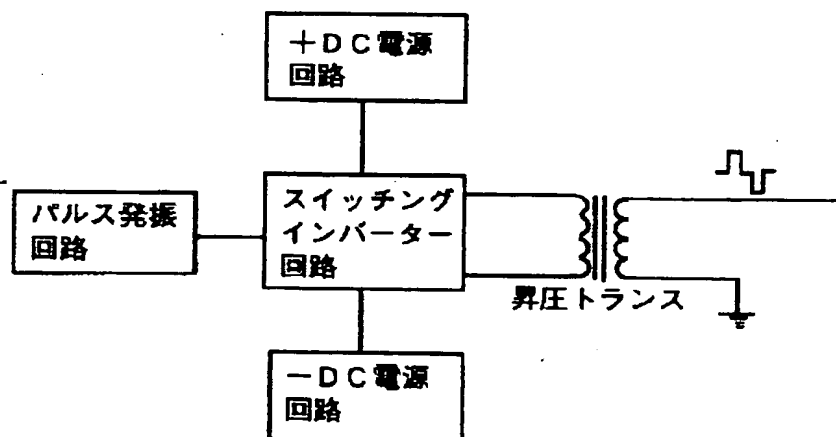 ＋ＤＣ電源
回路
パルス発振
回路
スイッチング
インバーター
回路
昇圧トランス
－ＤＣ電源
回路